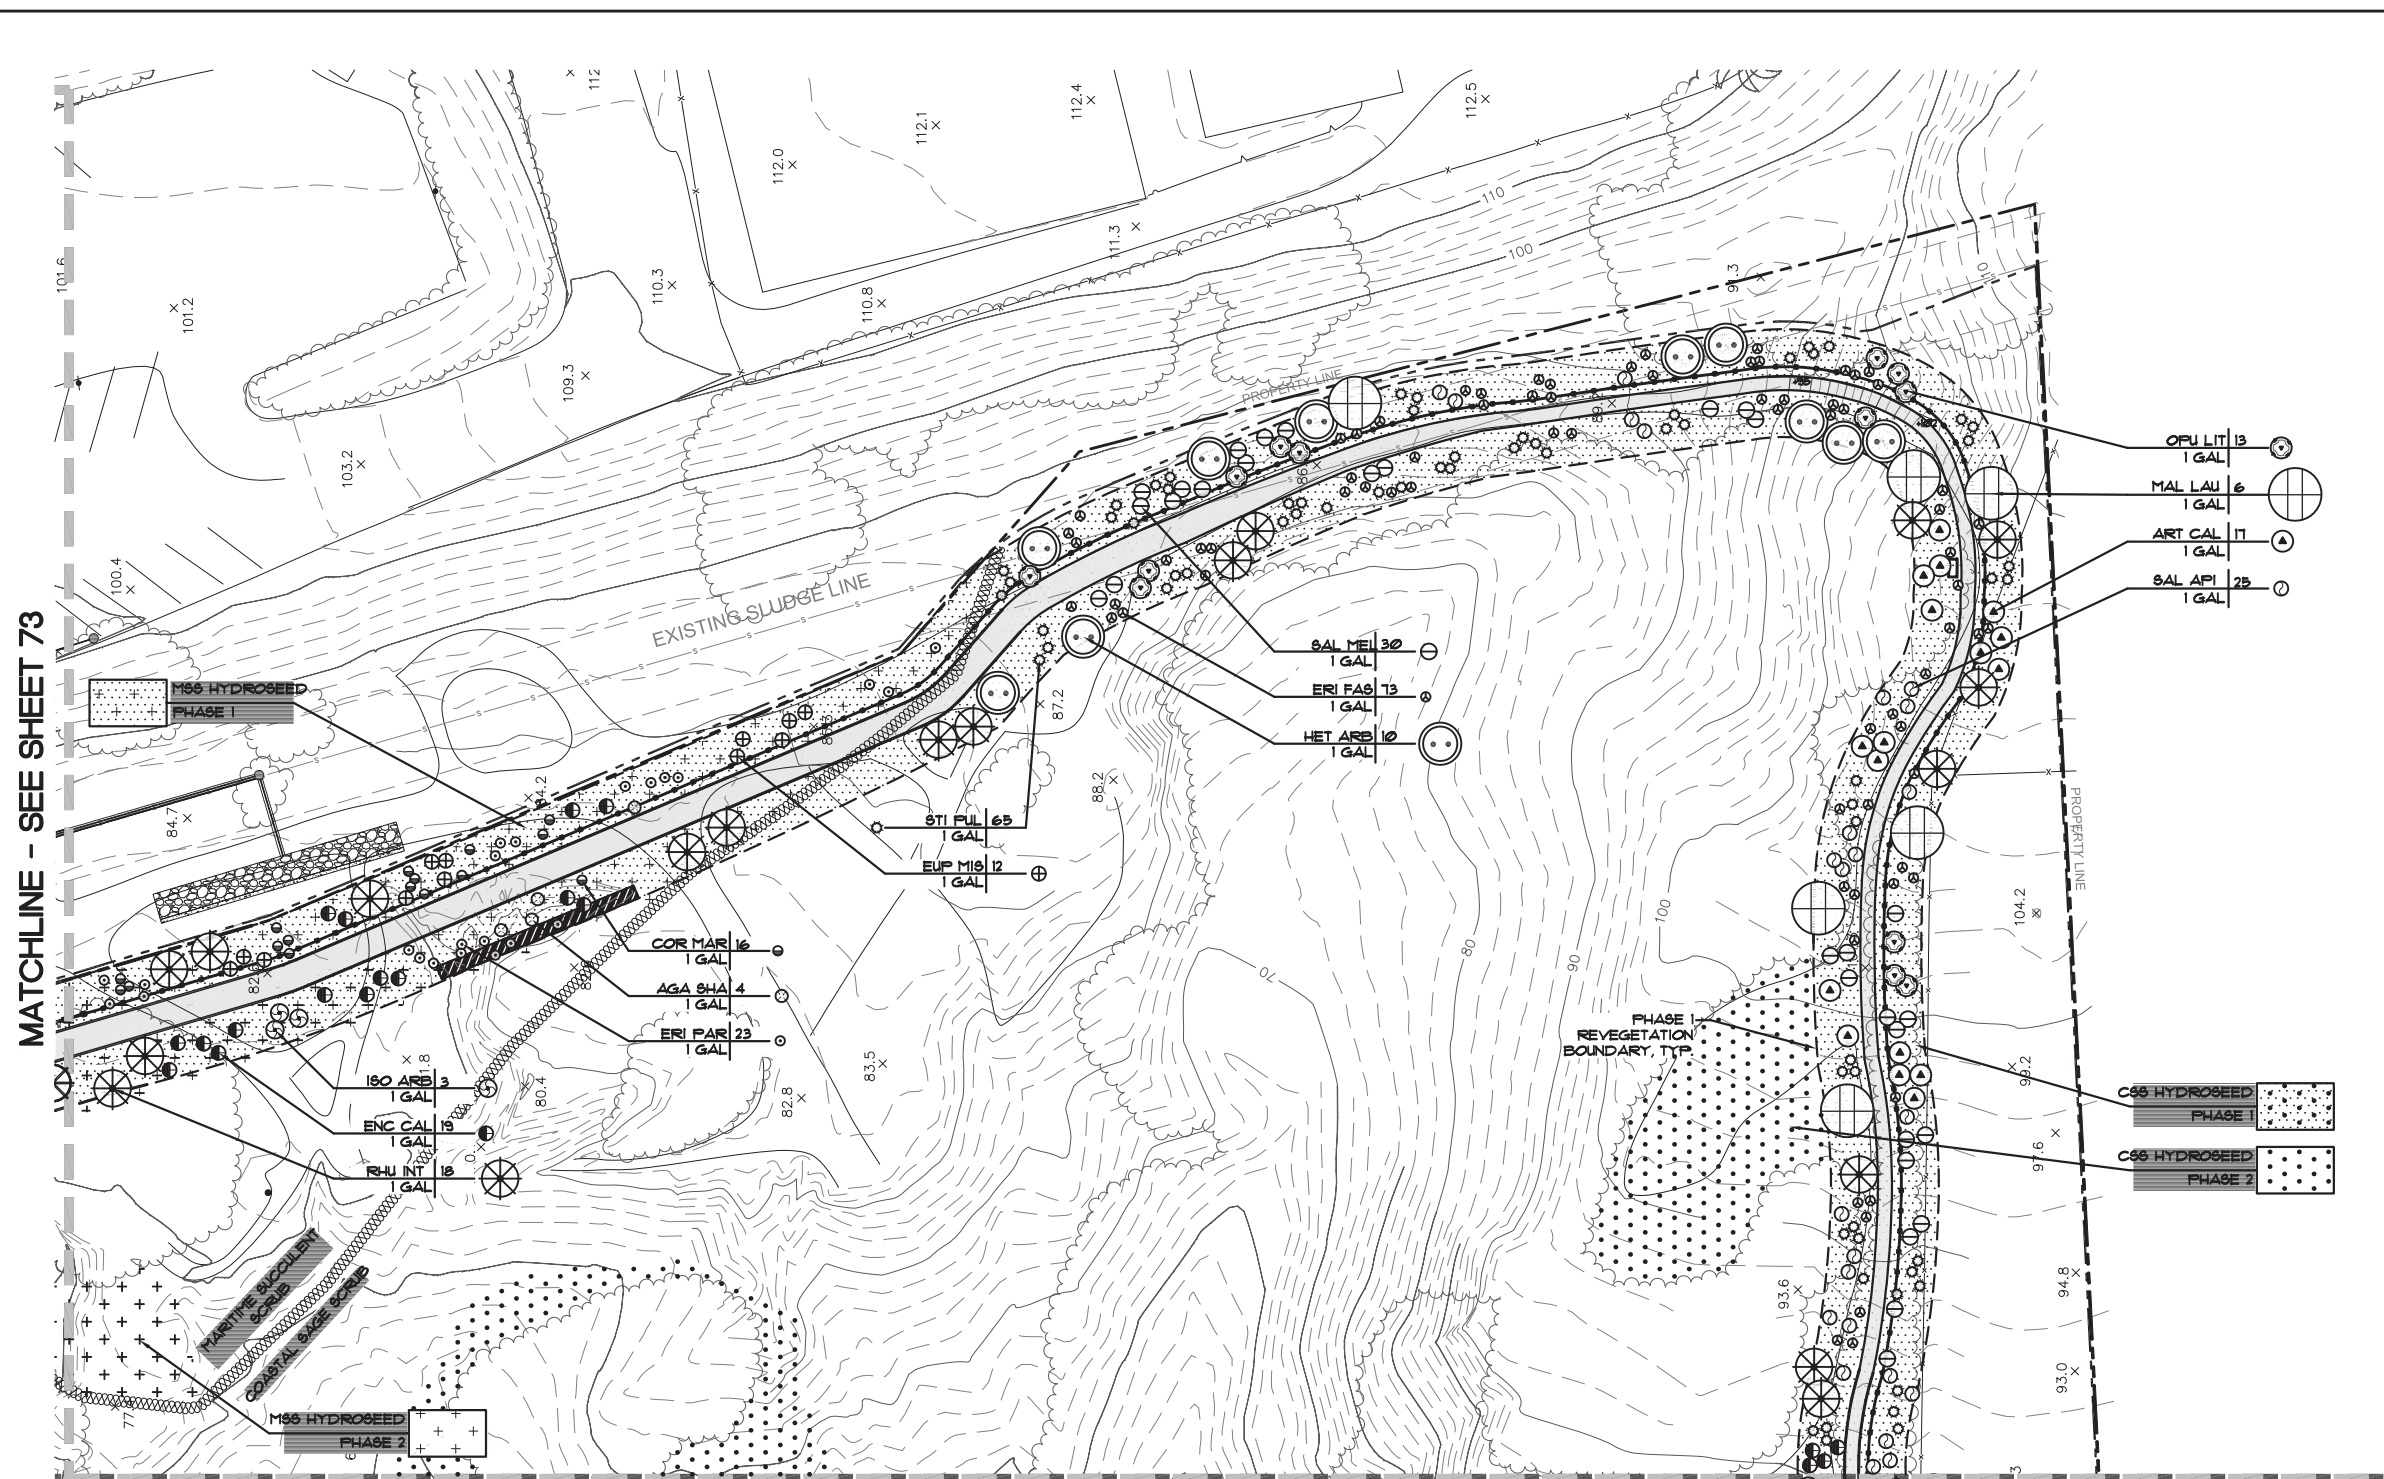 112
112.4
112.5
112.1
112.0
110
111.3
100
91.3
101.6
101.2
110.3
110.8
109.3
103.2
100.4
PROPERTY LINE
OPU LIT 13
1 GAL
MAL LAU 6
1 GAL
ART CAL 17
1 GAL
SAL API 25
1 GAL
EXISTING SLUDGE LINE
MATCHLINE - SEE SHEET 73
SAL MEL 30
1 GAL
ERI FAS 73
1 GAL
HET ARB 10
1 GAL
MSS HYDROSEED
PHASE 1
87.2
84.2
84.7
88.2
PROPERTY LINE
STI PUL 65
1 GAL
EUP MIS 12
1 GAL
104.2
100
90
80
70
COR MAR 16
1 GAL
AGA SHA 4
1 GAL
ERI PAR 23
1 GAL
PHASE 1
REVEGETATION
BOUNDARY, TYP.
ISO ARB 3
1 GAL
ENC CAL 19
1 GAL
RHU INT 18
1 GAL
80.4
83.5
82.8
99.2
97.6
CSS HYDROSEED
PHASE 1
CSS HYDROSEED
PHASE 2
MARITIME SUCCULENT
SCRUB
COASTAL SAGE SCRUB
93.6
94.8
93.0
MSS HYDROSEED
PHASE 2